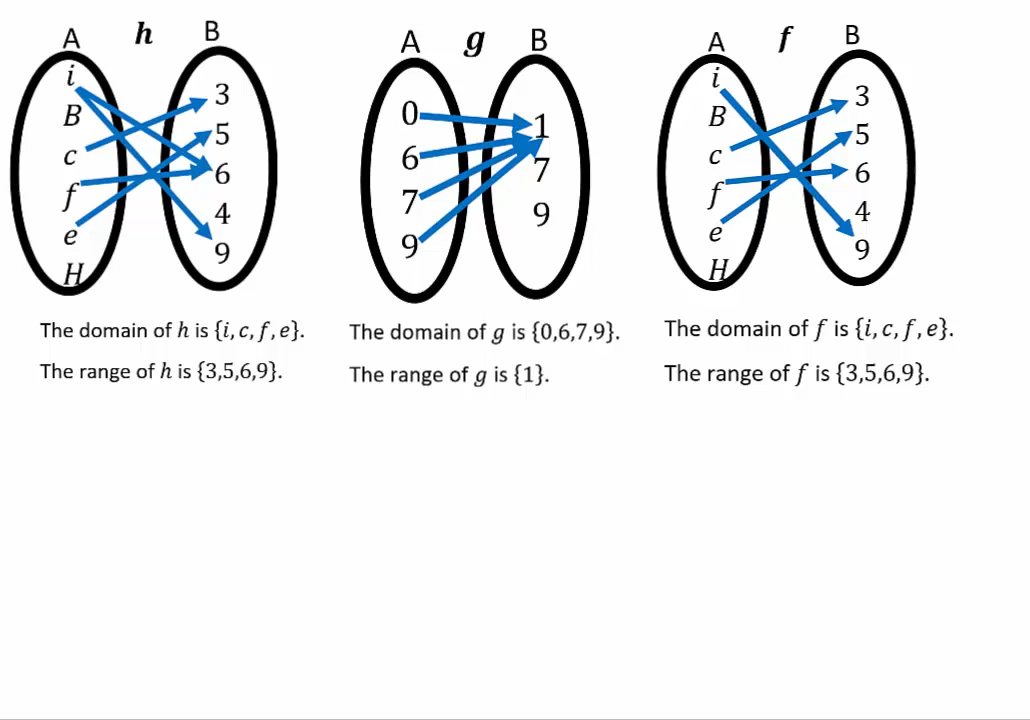 A h B
i
B
c
f
e
H
3
5
6
4
9
A g B
0
6
7
9
1
7
9
A f B
i
B
c
f
e
H
3
5
6
4
9
The domain of h is {i, c, f, e}.
The range of h is {3,5,6,9}.
The domain of g is {0,6,7,9}.
The range of g is {1}.
The domain of f is {i, c, f, e}.
The range of f is {3,5,6,9}.